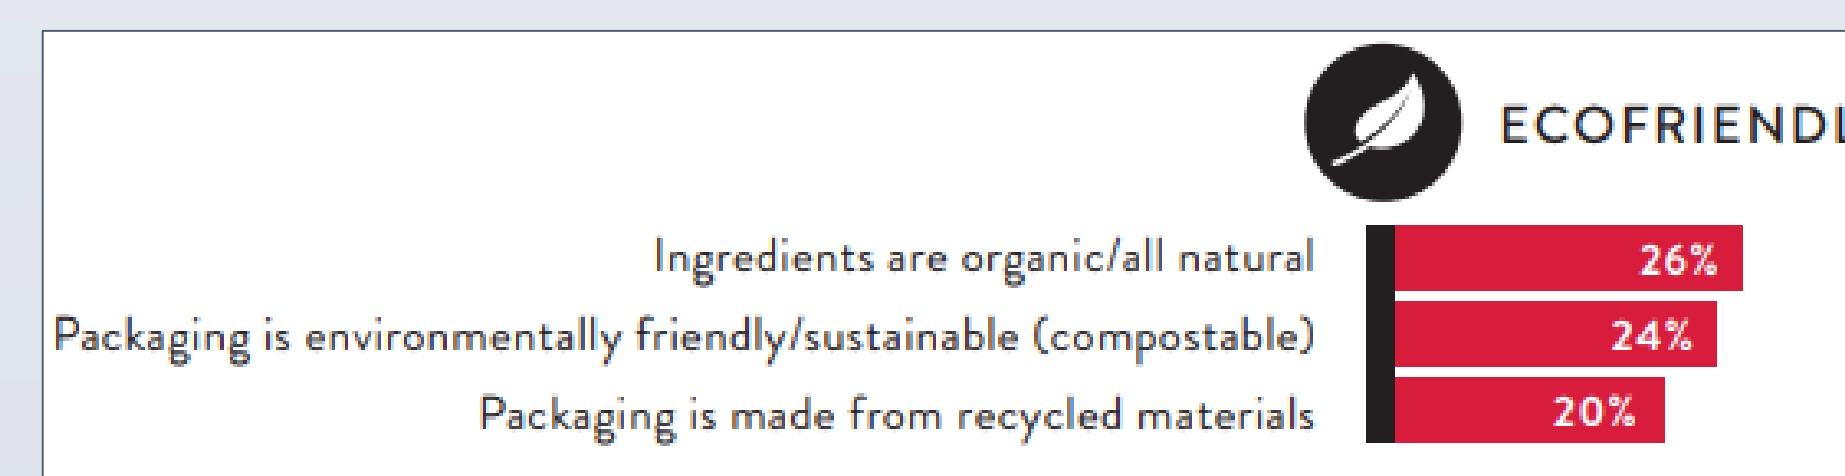 ECOFRIENDL
Ingredients are organic/all natural 26%
Packaging is environmentally friendly/sustainable (compostable) 24%
Packaging is made from recycled materials 20%